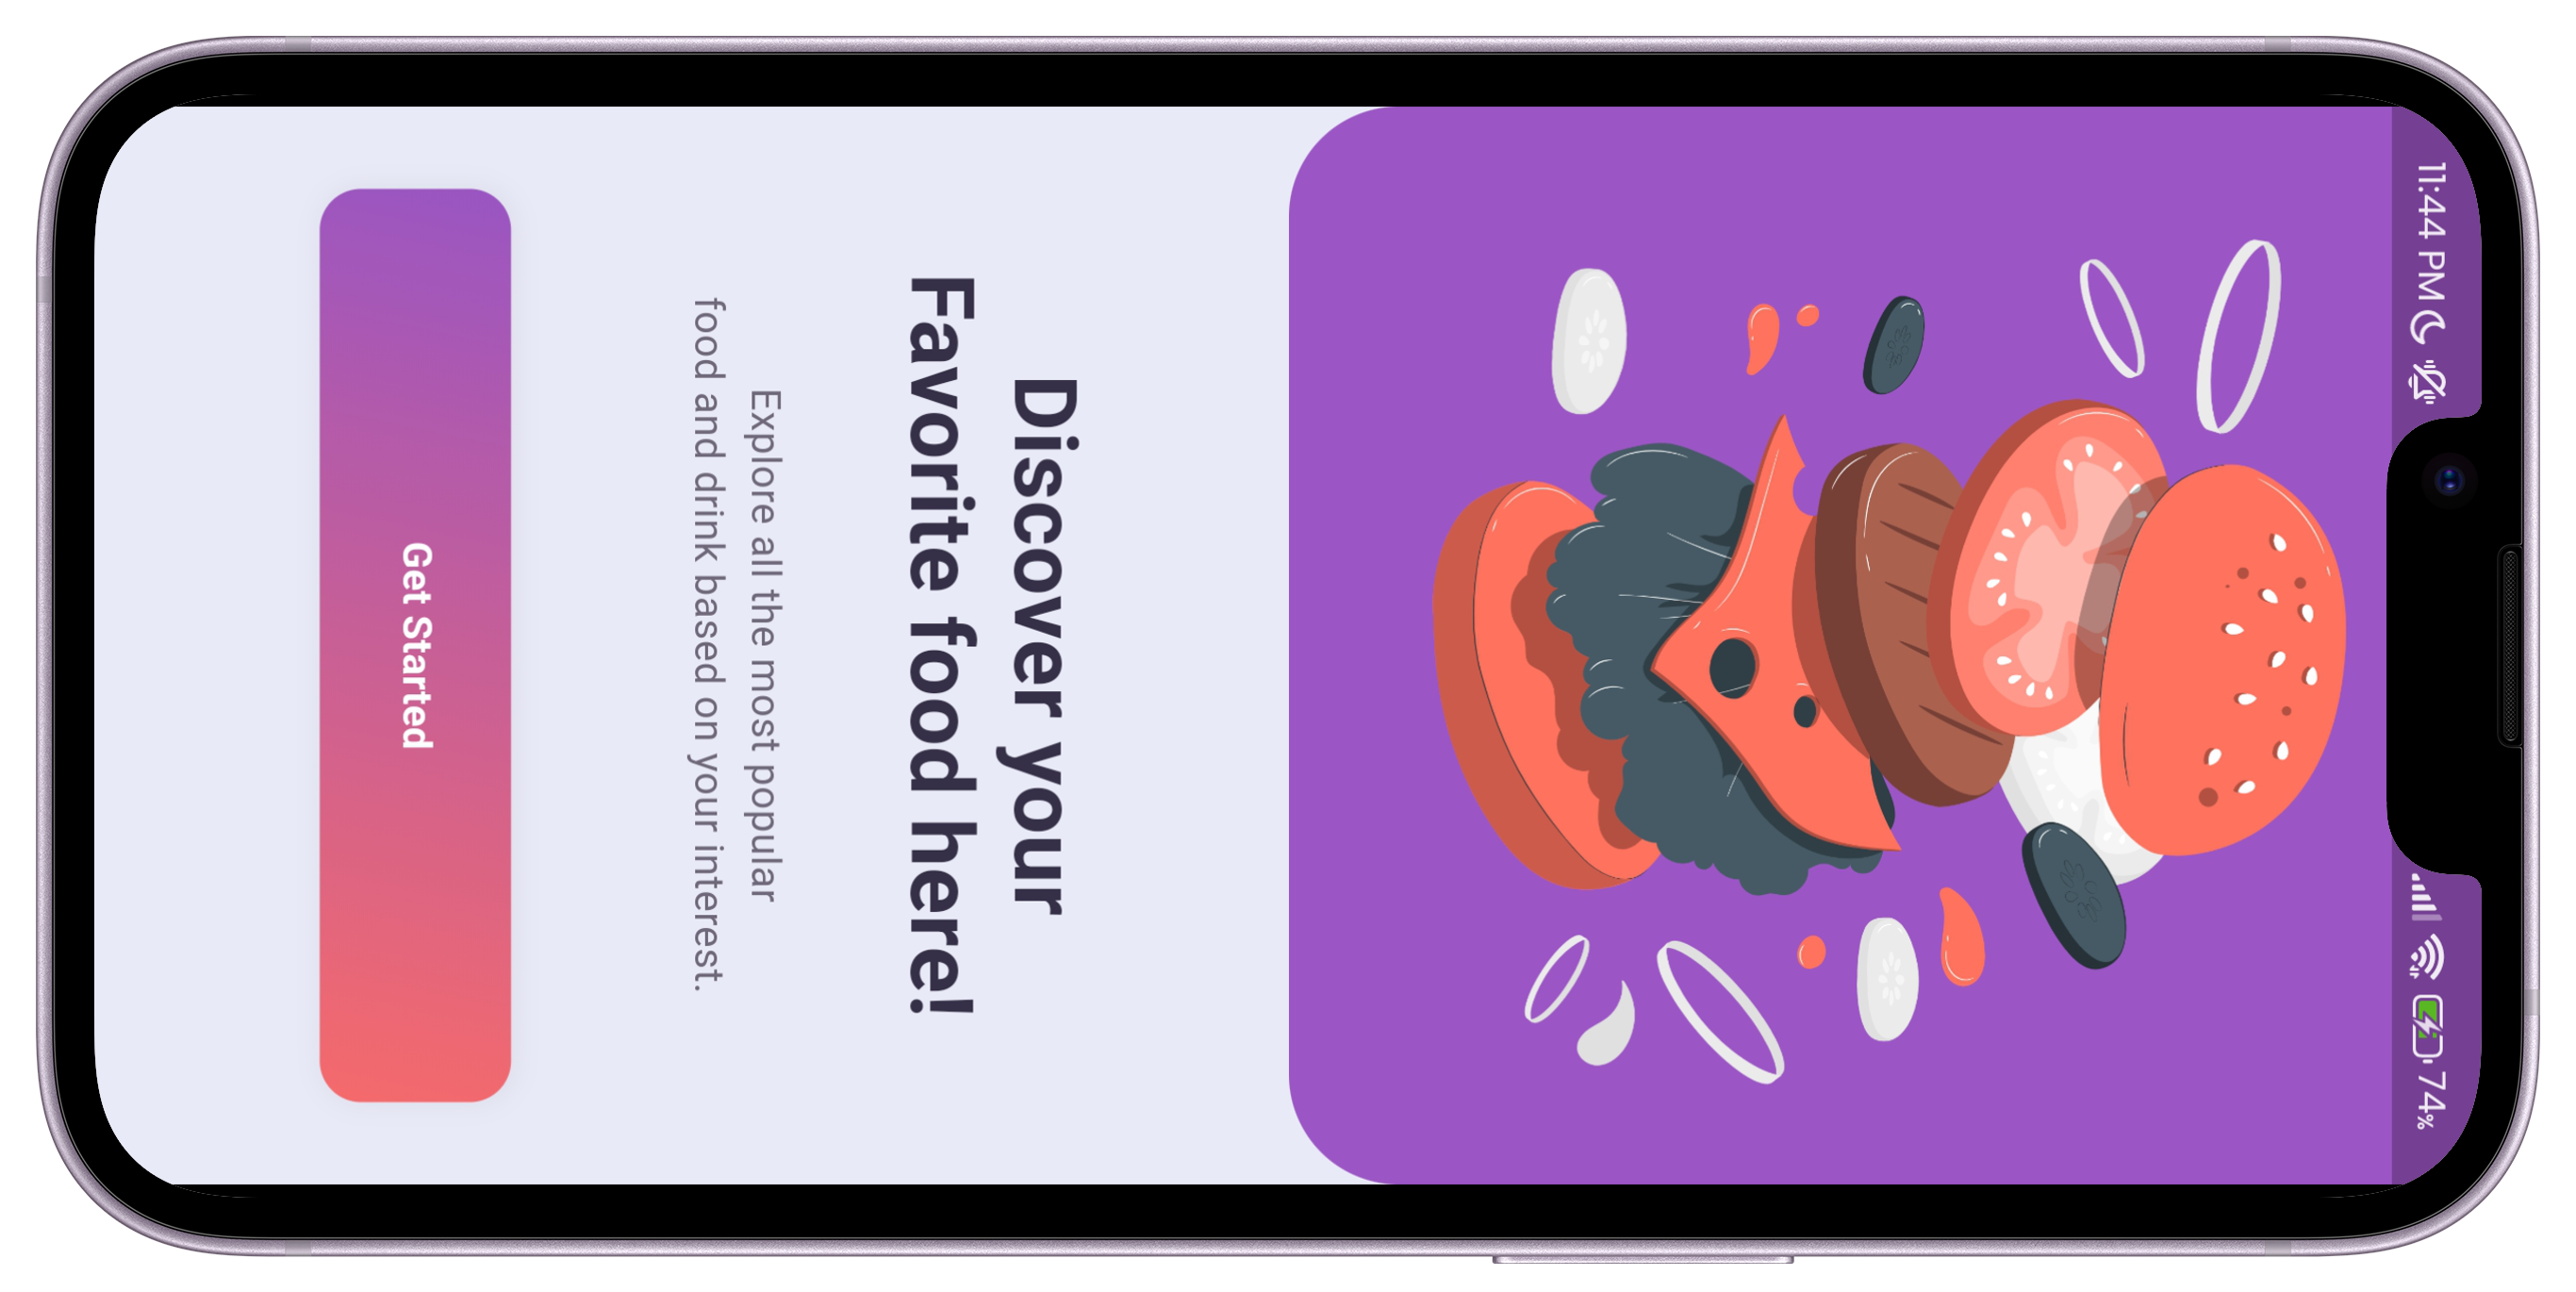 11:44 PM 74%
Discover your
Favorite food here!
Explore all the most popular
food and drink based on your interest.
Get Started